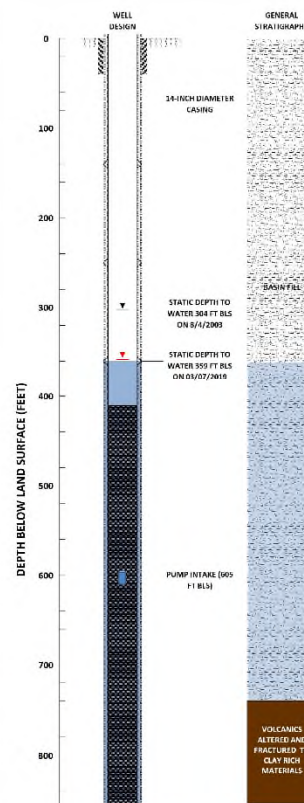 WELL
DESIGN
GENERAL
STRATIGRAPH
0
14-INCH DIAMETER
CASING
100
200
BASIN FILL
300
STATIC DEPTH TO
WATER 304 FT BLS
ON 8/4/2003
STATIC DEPTH TO
WATER 359 FT BLS
ON 03/07/2019
400
DEPTH BELOW LAND SURFACE (FEET)
500
600
PUMP INTAKE (605
FT BLS)
700
VOLCANICS
ALTERED AND
FRACTURED T
CLAY RICH
MATERIALS
800